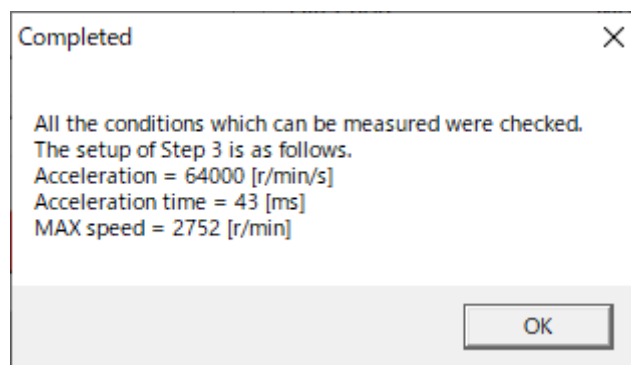 Completed
All the conditions which can be measured were checked.
The setup of Step 3 is as follows.
Acceleration = 64000 [r/min/s]
Acceleration time = 43 [ms]
MAX speed = 2752 [r/min]
OK